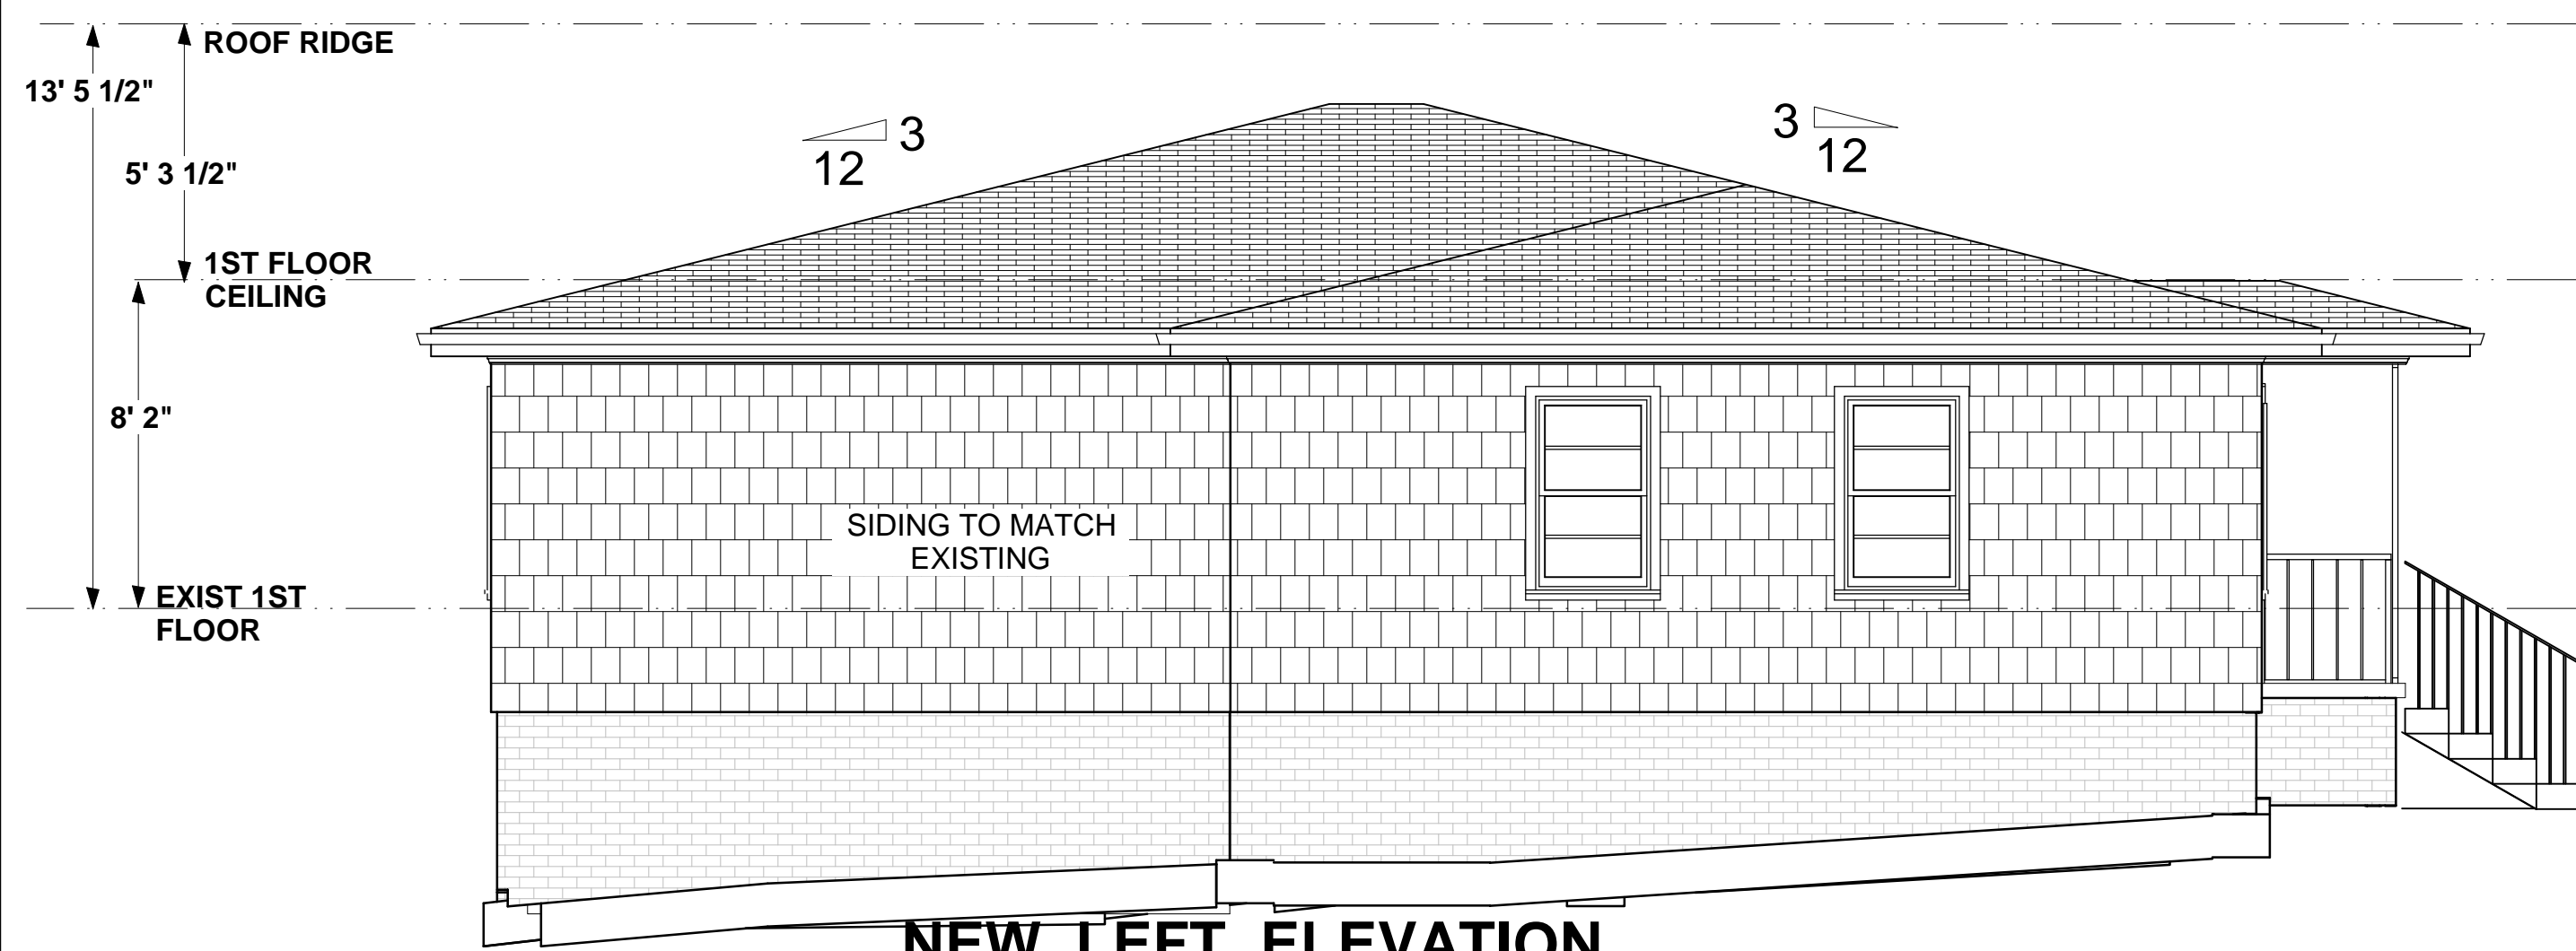 ROOF RIDGE
13' 5 1/2"
5' 3 1/2"
3
12
3
12
1ST FLOOR
CEILING
8' 2"
SIDING TO MATCH
EXISTING
EXIST 1ST
FLOOR
NEW LEFT ELEVATION